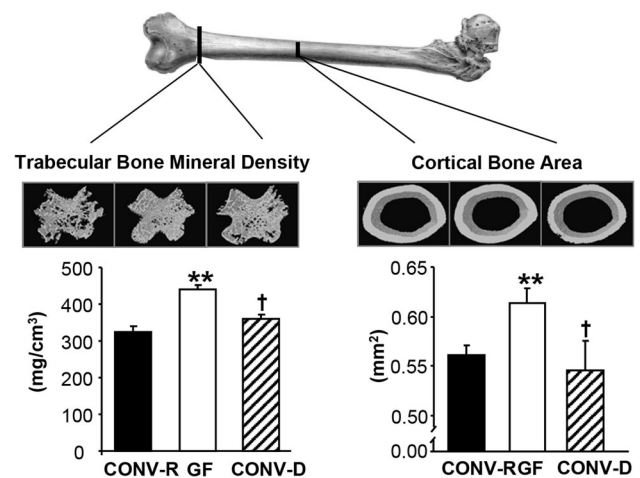 Trabecular Bone Mineral Density
Cortical Bone Area
500
400
300
200
100
0
(mg/cm³)
**
†
CONV-R GF CONV-D
0.65
0.60
0.55
0.50
0.00
(mm²)
**
†
CONV-RGF CONV-D